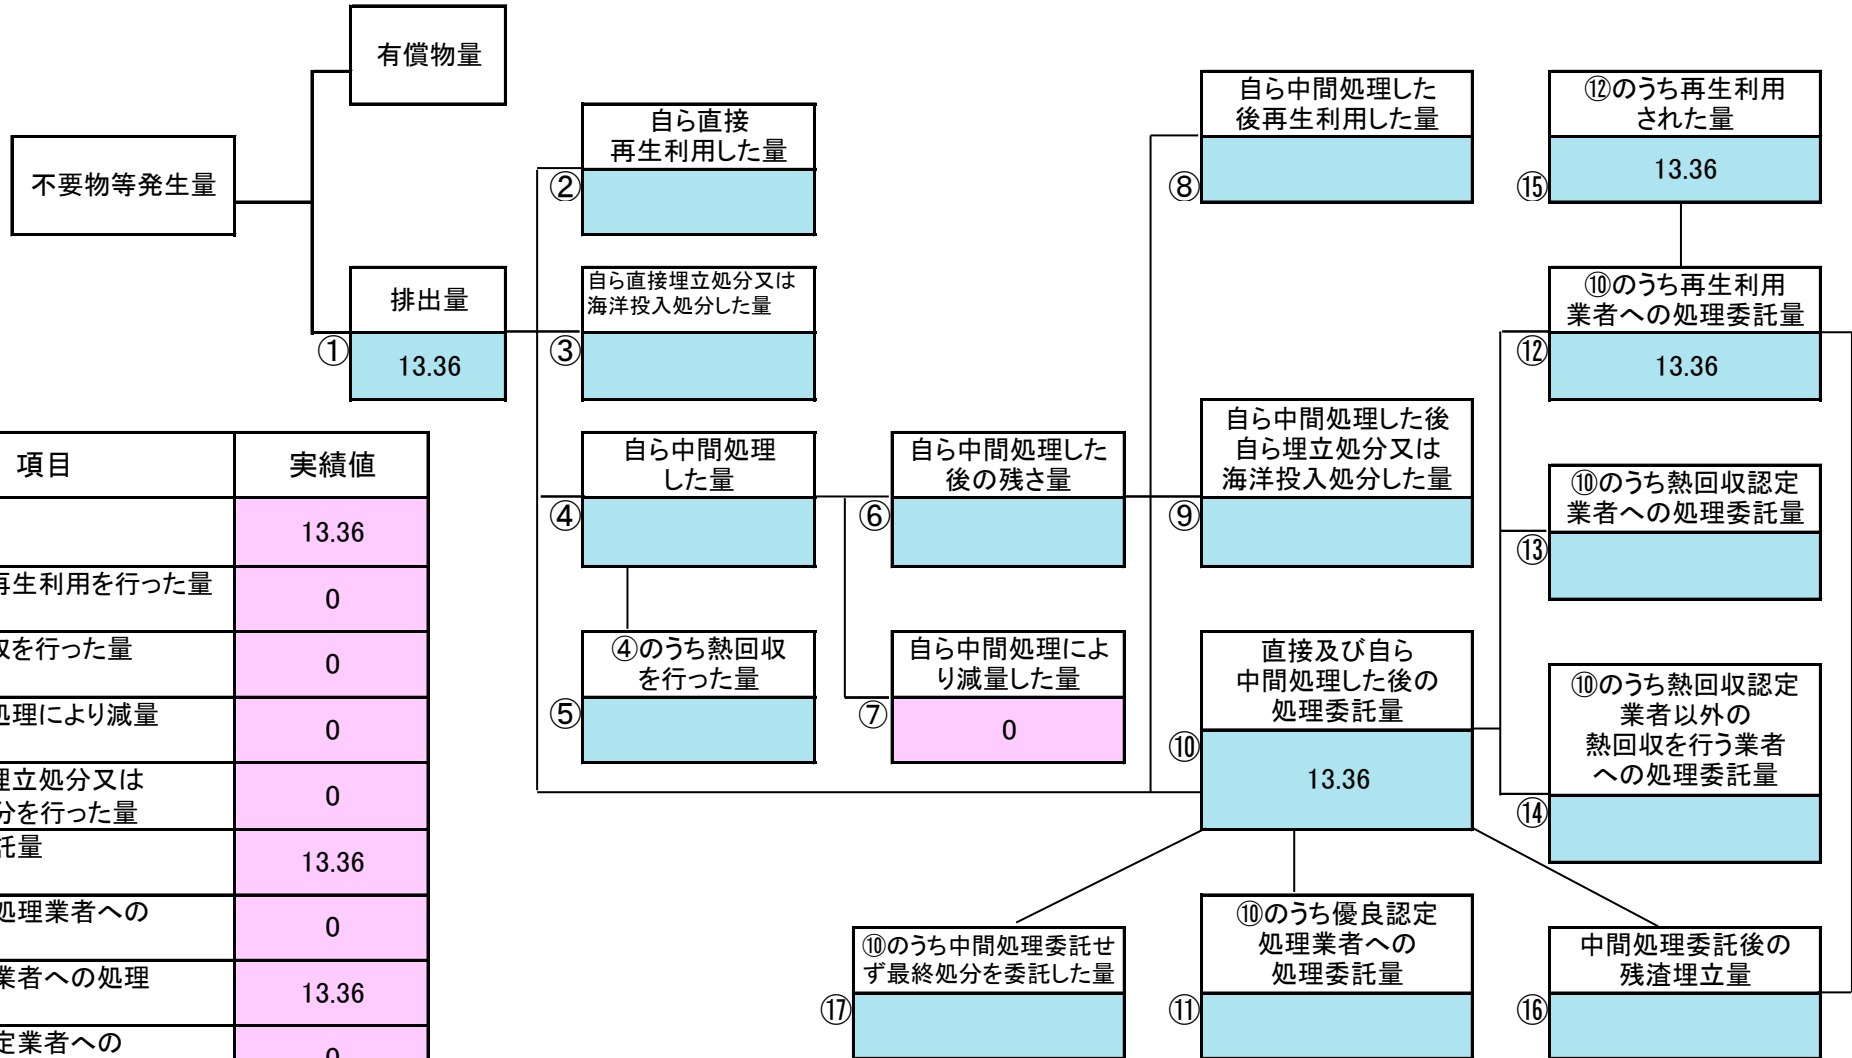 有償物量
不要物等発生量
排出量
①
13.36
自ら直接
再生利用した量
②
自ら直接埋立処分又は
海洋投入処分した量
③
自ら中間処理
した量
④
④のうち熱回収
を行った量
⑤
自ら中間処理した
後の残さ量
⑥
自ら中間処理によ
り減量した量
⑦
0
自ら中間処理した
後再生利用した量
⑧
自ら中間処理した後
自ら埋立処分又は
海洋投入処分した量
⑨
直接及び自ら
中間処理した後の
処理委託量
⑩
13.36
⑩のうち優良認定
処理業者への
処理委託量
⑪
⑩のうち中間処理委託せ
ず最終処分を委託した量
⑰
⑫のうち再生利用
された量
⑮
13.36
⑩のうち再生利用
業者への処理委託量
⑫
13.36
⑩のうち熱回収認定
業者への処理委託量
⑬
⑩のうち熱回収認定
業者以外の
熱回収を行う業者
への処理委託量
⑭
中間処理委託後の
残渣埋立量
⑯
項目 実績値
13.36
再生利用を行った量
0
を行った量
0
処理により減量
0
埋立処分又は
分を行った量
0
託量
13.36
処理業者への
0
業者への処理
13.36
定業者への
0